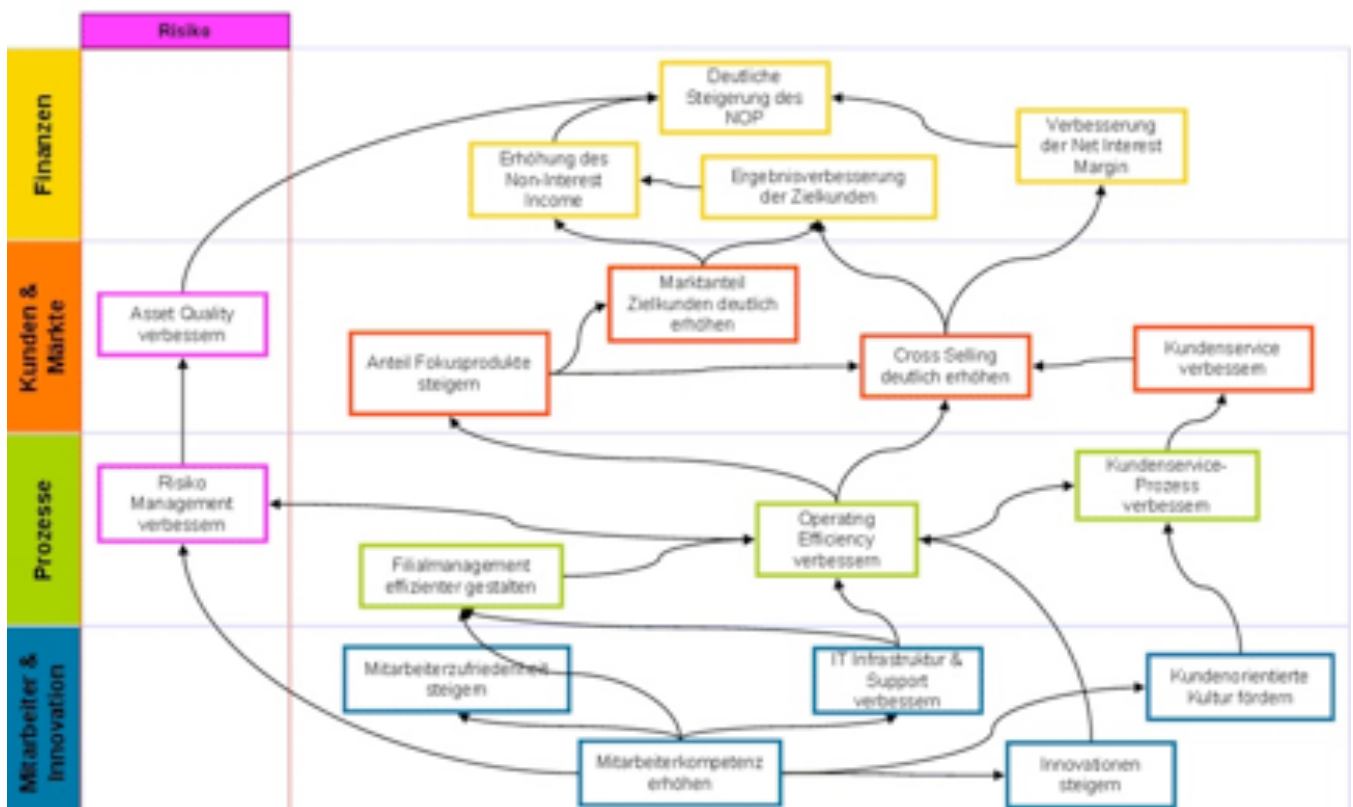 Risiko
Finanzen
Deutliche
Steigerung des
NOP
Erhöhung des
Non-Interest
Income
Ergebnisverbesserung
der Zielkunden
Verbesserung
der Net Interest
Margin
Kunden &
Märkte
Asset Quality
verbessern
Marktanteil
Zielkunden deutlich
erhöhen
Anteil Fokusprodukte
steigern
Cross Selling
deutlich erhöhen
Kundenservice
verbessern
Prozesse
Risiko
Management
verbessern
Kundenservice-
Prozess
verbessern
Operating
Efficiency
verbessern
Filialmanagement
effizienter gestalten
Mitarbeiter &
Innovation
Mitarbeiterzufriedenheit
steigern
IT Infrastruktur &
Support
verbessern
Kundenorientierte
Kultur fördern
Mitarbeiterkompetenz
erhöhen
Innovationen
steigern